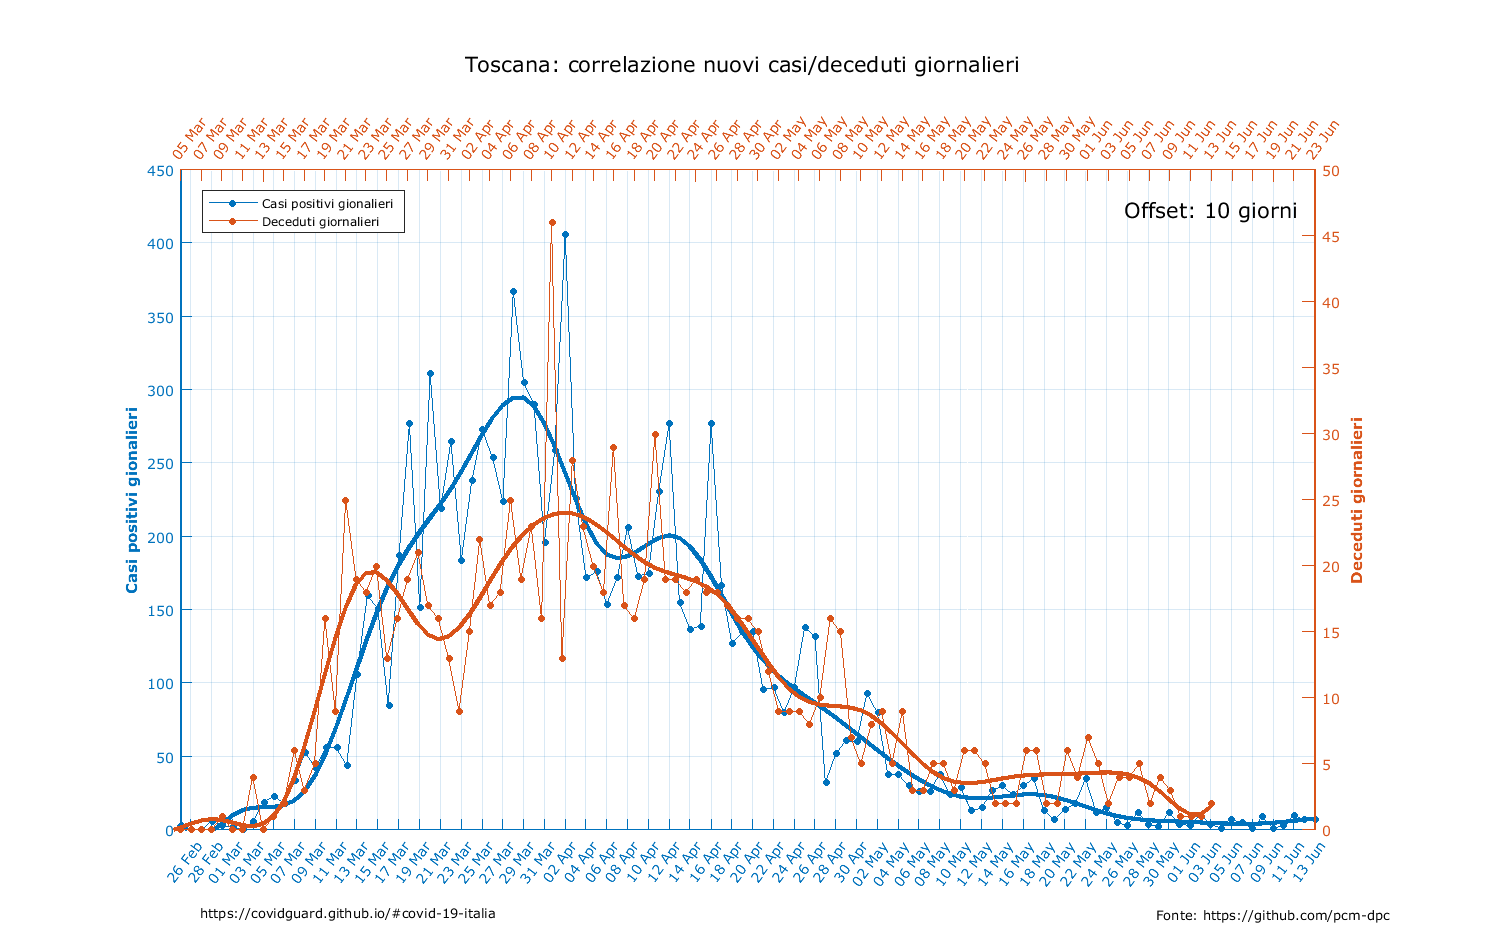 Toscana: correlazione nuovi casi/deceduti giornalieri
05 Mar 07 Mar 09 Mar 11 Mar 13 Mar 15 Mar 17 Mar 19 Mar 21 Mar 23 Mar 25 Mar 27 Mar 29 Mar 31 Mar 02 Apr 04 Apr 06 Apr 08 Apr 10 Apr 12 Apr 14 Apr 16 Apr 18 Apr 20 Apr 22 Apr 24 Apr 26 Apr 28 Apr 30 Apr 02 May 04 May 06 May 08 May 10 May 12 May 14 May 16 May 18 May 20 May 22 May 24 May 26 May 28 May 30 May 01 Jun 03 Jun 05 Jun 07 Jun 09 Jun 11 Jun 13 Jun 15 Jun 17 Jun 19 Jun 21 Jun 23 Jun
450
400
350
300
250
200
150
100
50
0
Casi positivi gionalieri
Casi positivi gionalieri
Deceduti giornalieri
Offset: 10 giorni
50
45
40
35
30
25
20
15
10
5
0
Deceduti giornalieri
26 Feb 28 Feb 01 Mar 03 Mar 05 Mar 07 Mar 09 Mar 11 Mar 13 Mar 15 Mar 17 Mar 19 Mar 21 Mar 23 Mar 25 Mar 27 Mar 29 Mar 31 Mar 02 Apr 04 Apr 06 Apr 08 Apr 10 Apr 12 Apr 14 Apr 16 Apr 18 Apr 20 Apr 22 Apr 24 Apr 26 Apr 28 Apr 30 Apr 02 May 04 May 06 May 08 May 10 May 12 May 14 May 16 May 18 May 20 May 22 May 24 May 26 May 28 May 30 May 01 Jun 03 Jun 05 Jun 07 Jun 09 Jun 11 Jun 13 Jun
https://covidguard.github.io/#covid-19-italia
Fonte: https://github.com/pcm-dpc